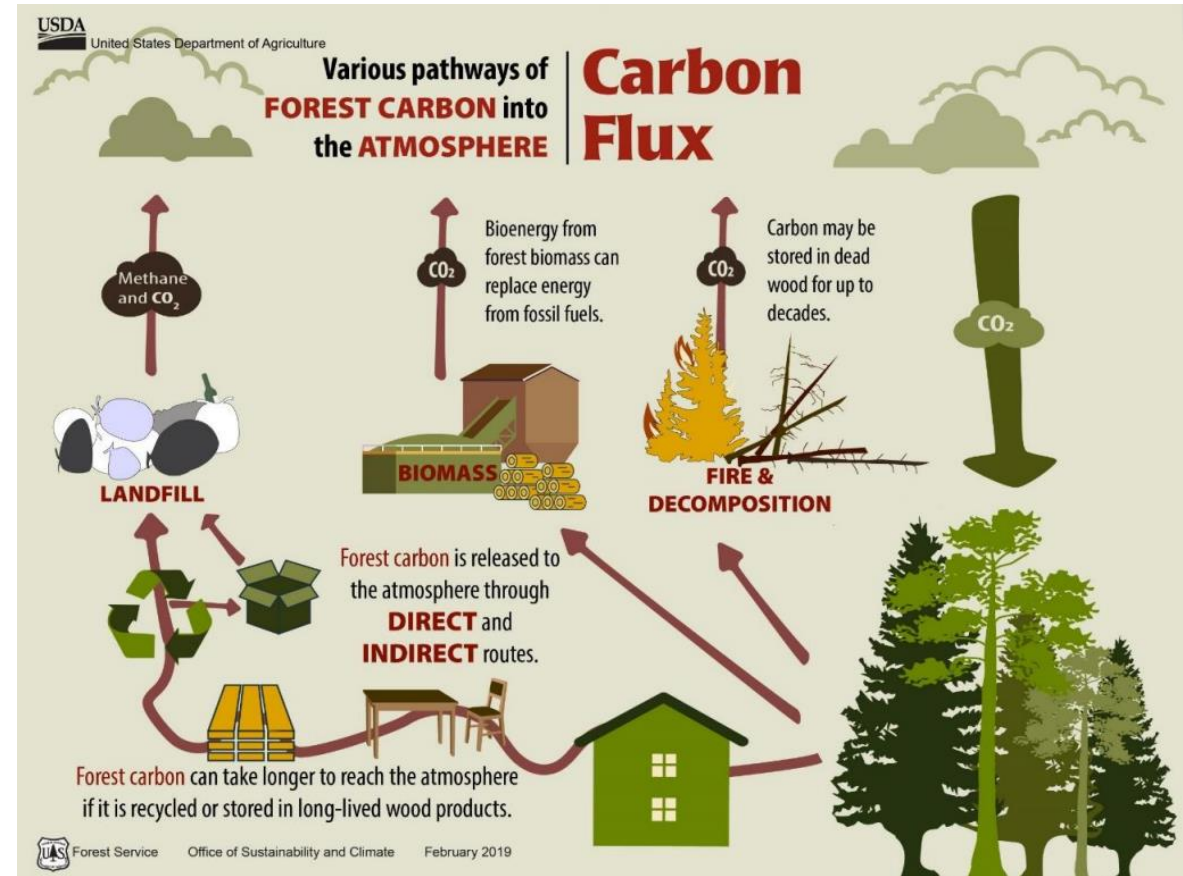 USDA
United States Department of Agriculture
Various pathways of
FOREST CARBON into
the ATMOSPHERE
Carbon
Flux
Methane
and CO₂
CO₂
Bioenergy from
forest biomass can
replace energy
from fossil fuels.
CO₂
Carbon may be
stored in dead
wood for up to
decades.
CO₂
LANDFILL
BIOMASS
FIRE &
DECOMPOSITION
Forest carbon is released to
the atmosphere through
DIRECT and
INDIRECT routes.
Forest carbon can take longer to reach the atmosphere
if it is recycled or stored in long-lived wood products.
UAS
Forest Service Office of Sustainability and Climate February 2019